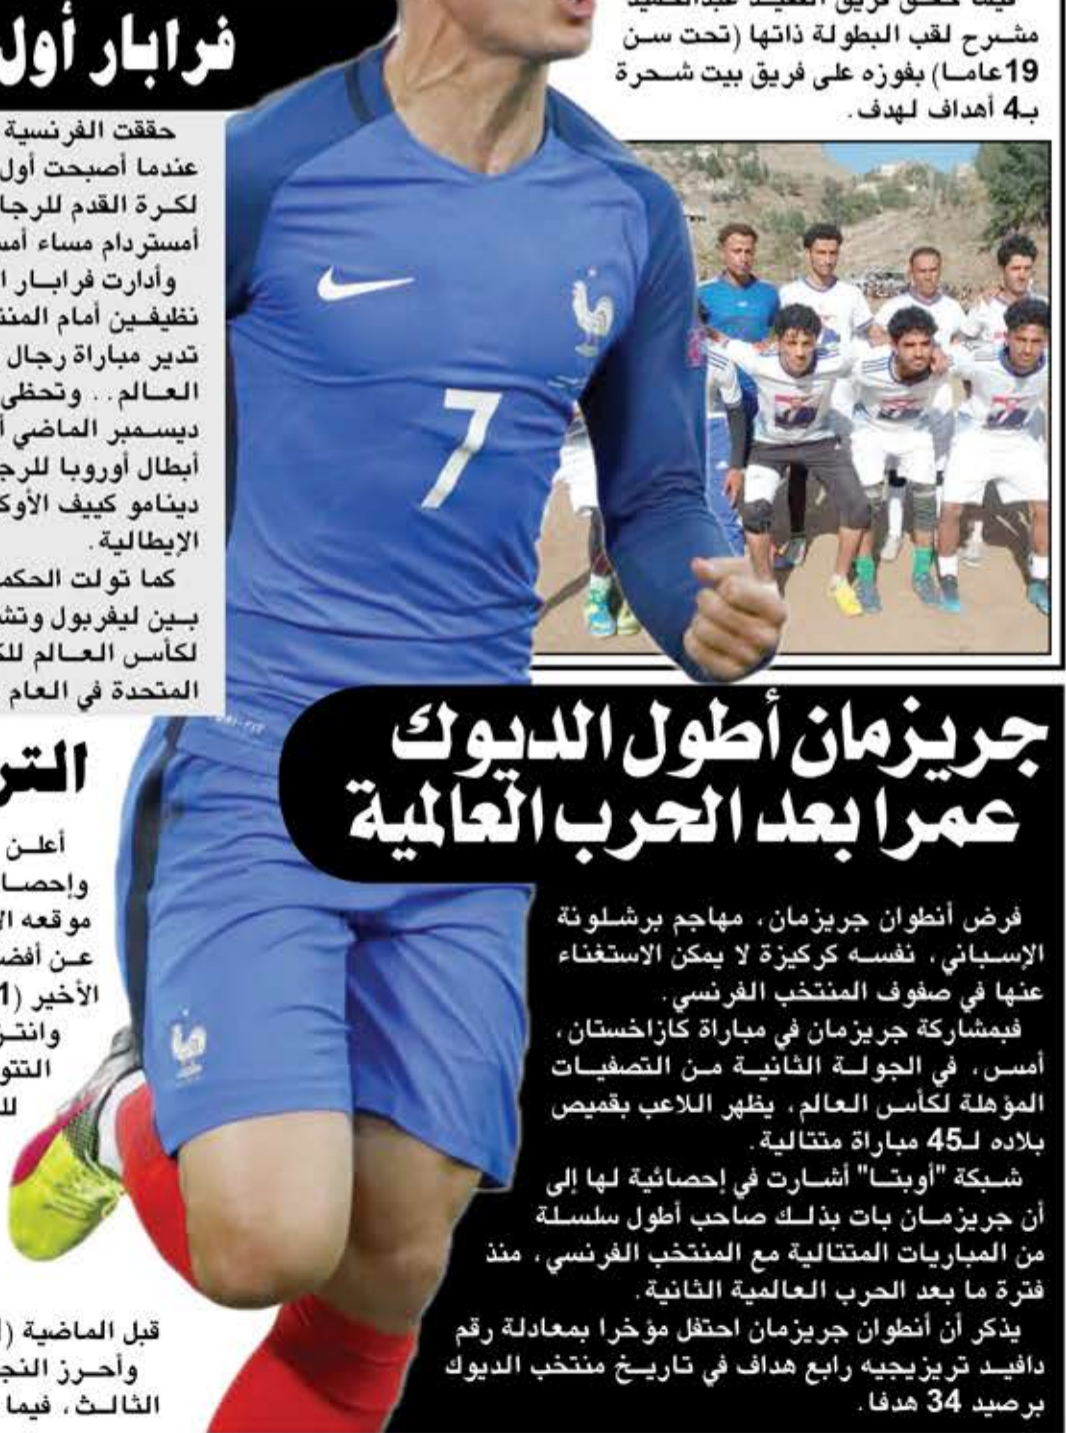 مشرح لقب البطولة ذاتها (تحت سن
19عاما) بفوزه على فريق بيت شحرة
بـ4 أهداف لهدف.
7
جريزمان أطول الديوك
عمرا بعد الحرب العالمية
فرض أنطوان جريزمان، مهاجم برشلونة
الإسباني، نفسه كركيزة لا يمكن الاستغناء
عنها في صفوف المنتخب الفرنسي.
فبمشاركة جريزمان في مباراة كازاخستان،
أمس، في الجولة الثانية من التصفيات
المؤهلة لكأس العالم، يظهر اللاعب بقميص
بلاده لـ45 مباراة متتالية.
شبكة "أوبتا" أشارت في إحصائية لها إلى
أن جريزمان بات بذلك صاحب أطول سلسلة
من المباريات المتتالية مع المنتخب الفرنسي، منذ
فترة ما بعد الحرب العالمية الثانية.
يذكر أن أنطوان جريزمان احتفل مؤخرا بمعادلة رقم
دافيد تريزيجيه رابع هداف في تاريخ منتخب الديوك
برصيد 34 هدفا.
فرابار أول
حققت الفرنسية
عندما أصبحت أول
لكرة القدم للرجا
أمستردام مساء أمس
وأدارت فرابار ا
نظيفين أمام المنت
تدير مباراة رجال
العالم.. وتحظى
ديسمبر الماضي أ
أبطال أوروبا للرج
دينامو كييف الأوك
الإيطالية.
كما تولت الحكم
بين ليفربول وتش
لكأس العالم للـ
المتحدة في العام
التر
أعلن
وإحصا
موقعه ال
عن أفض
الأخير (1
وانتز
التتو
للـ
قبل الماضية (
وأحرز النج
الثالث، فيما